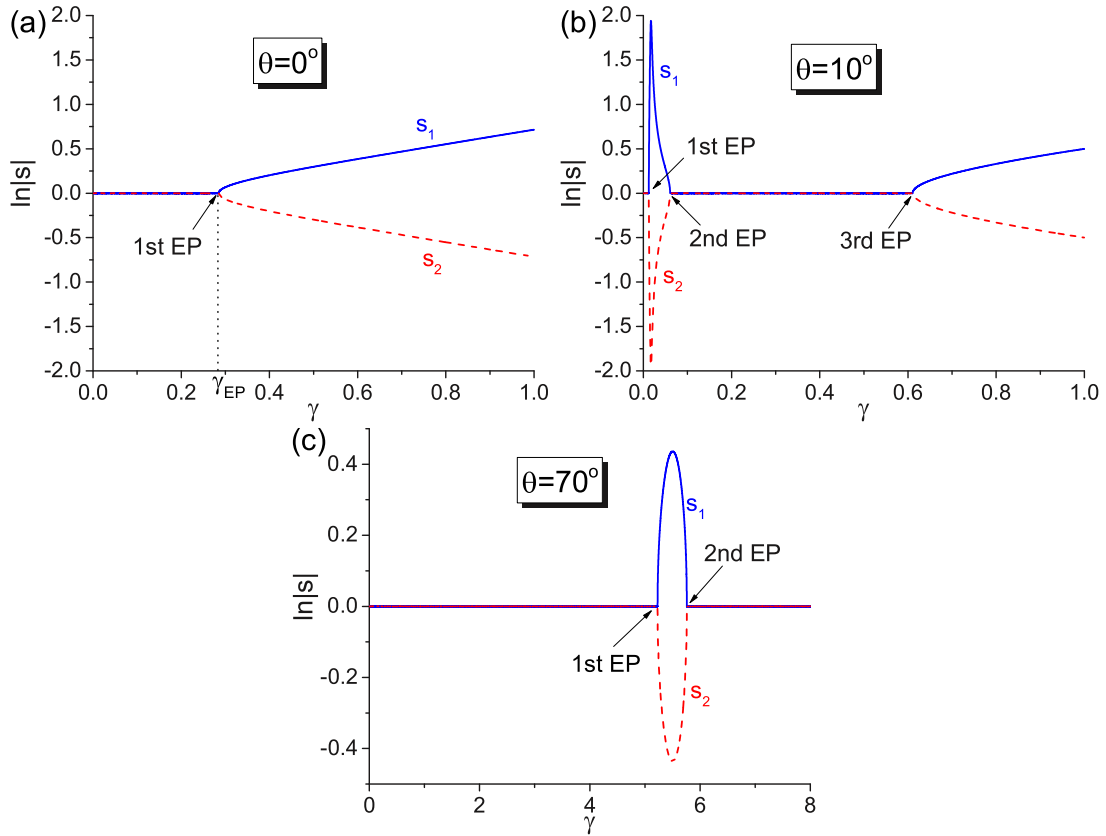 (a)
θ=0°
ln|s|
2.0
1.5
1.0
0.5
0.0
-0.5
-1.0
-1.5
-2.0
s₁
1st EP
s₂
0.0
0.2
γEP
0.4
0.6
0.8
1.0
γ
(b)
θ=10°
ln|s|
2.0
1.5
1.0
0.5
0.0
-0.5
-1.0
-1.5
-2.0
s₁
1st EP
2nd EP
3rd EP
s₂
0.0
0.2
0.4
0.6
0.8
1.0
γ
(c)
θ=70°
ln|s|
0.4
0.2
0.0
-0.2
-0.4
s₁
2nd EP
1st EP
s₂
0
2
4
6
8
γ